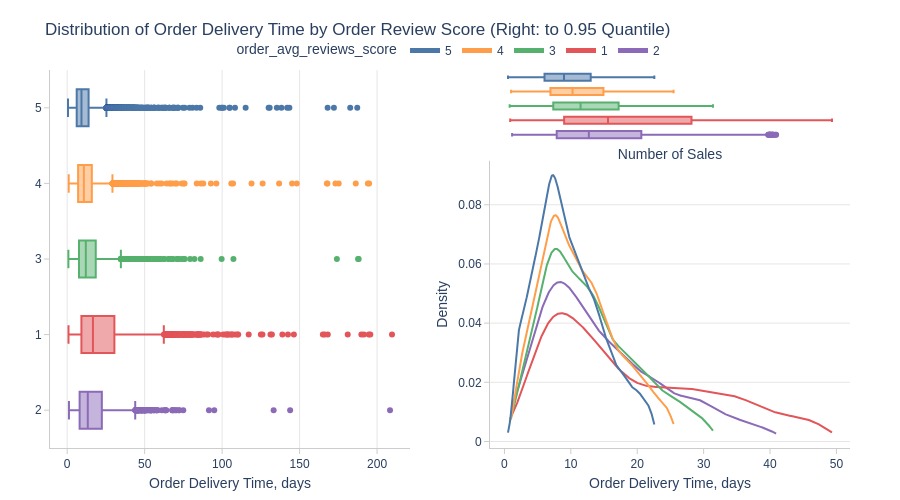 Distribution of Order Delivery Time by Order Review Score (Right: to 0.95 Quantile)
order_avg_reviews_score 5 4 3 1 2
5
4
3
1
2
0 50 100 150 200
Order Delivery Time, days
Number of Sales
0.08
0.06
0.04
0.02
0
Density
0 10 20 30 40 50
Order Delivery Time, days